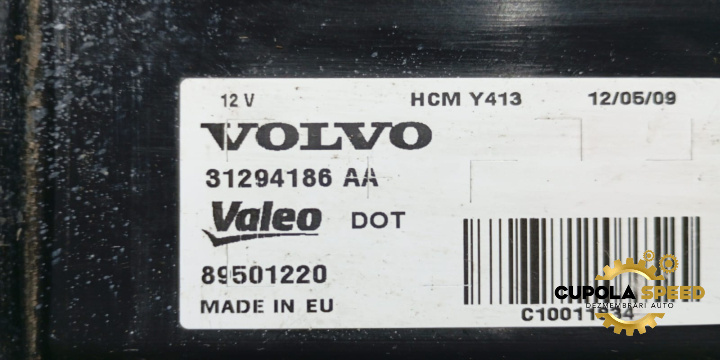 12 V HCM Y413 12/05/09
VOLVO
31294186 AA
Valeo DOT
89501220
MADE IN EU
CUPOLA SPEED
DEZMEMBRARI AUTO